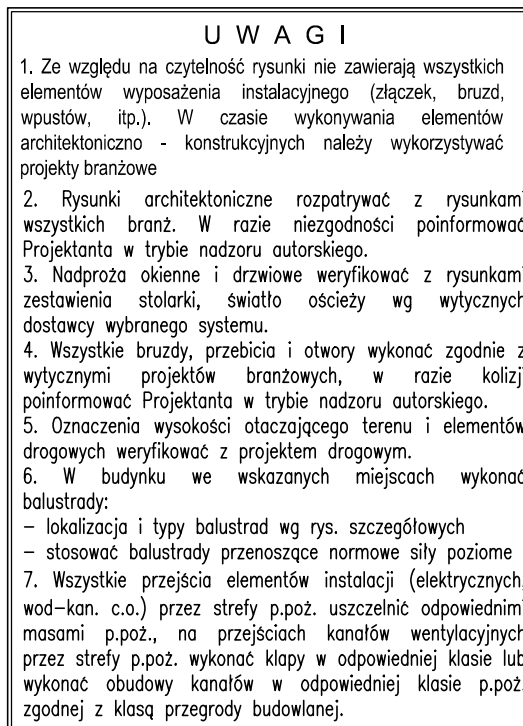 U W A G I
1. Ze względu na czytelność rysunki nie zawierają wszystkich
elementów wyposażenia instalacyjnego (złączek, bruzd,
wpustów, itp.). W czasie wykonywania elementów
architektoniczno - konstrukcyjnych należy wykorzystywać
projekty branżowe
2. Rysunki architektoniczne rozpatrywać z rysunkami
wszystkich branż. W razie niezgodności poinformować
Projektanta w trybie nadzoru autorskiego.
3. Nadproża okienne i drzwiowe weryfikować z rysunkami
zestawienia stolarki, światło ościeży wg wytycznych
dostawcy wybranego systemu.
4. Wszystkie bruzdy, przebicia i otwory wykonać zgodnie z
wytycznymi projektów branżowych, w razie kolizji
poinformować Projektanta w trybie nadzoru autorskiego.
5. Oznaczenia wysokości otaczającego terenu i elementów
drogowych weryfikować z projektem drogowym.
6. W budynku we wskazanych miejscach wykonać
balustrady:
– lokalizacja i typy balustrad wg rys. szczegółowych
– stosować balustrady przenoszące normowe siły poziome
7. Wszystkie przejścia elementów instalacji (elektrycznych,
wod–kan. c.o.) przez strefy p.poż. uszczelnić odpowiednimi
masami p.poż., na przejściach kanałów wentylacyjnych
przez strefy p.poż. wykonać klapy w odpowiedniej klasie lub
wykonać obudowy kanałów w odpowiedniej klasie p.poż.
zgodnej z klasą przegrody budowlanej.